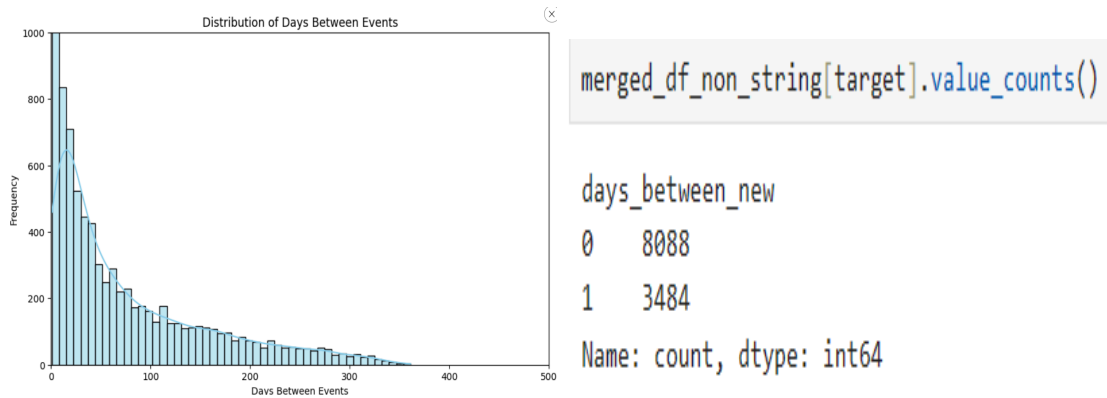 Distribution of Days Between Events
1000
800
600
400
200
0
Frequency
0 100 200 300 400 500
Days Between Events
merged_df_non_string[target].value_counts()
days_between_new
0 8088
1 3484
Name: count, dtype: int64